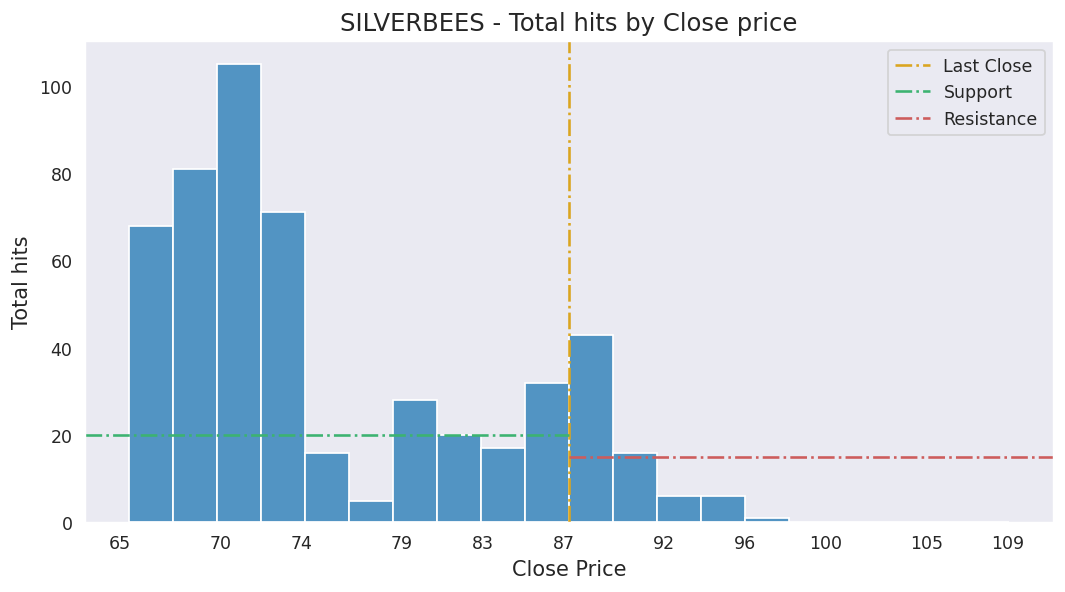 SILVERBEES - Total hits by Close price
Last Close
Support
Resistance
Total hits
100
80
60
40
20
0
65 70 74 79 83 87 92 96 100 105 109
Close Price